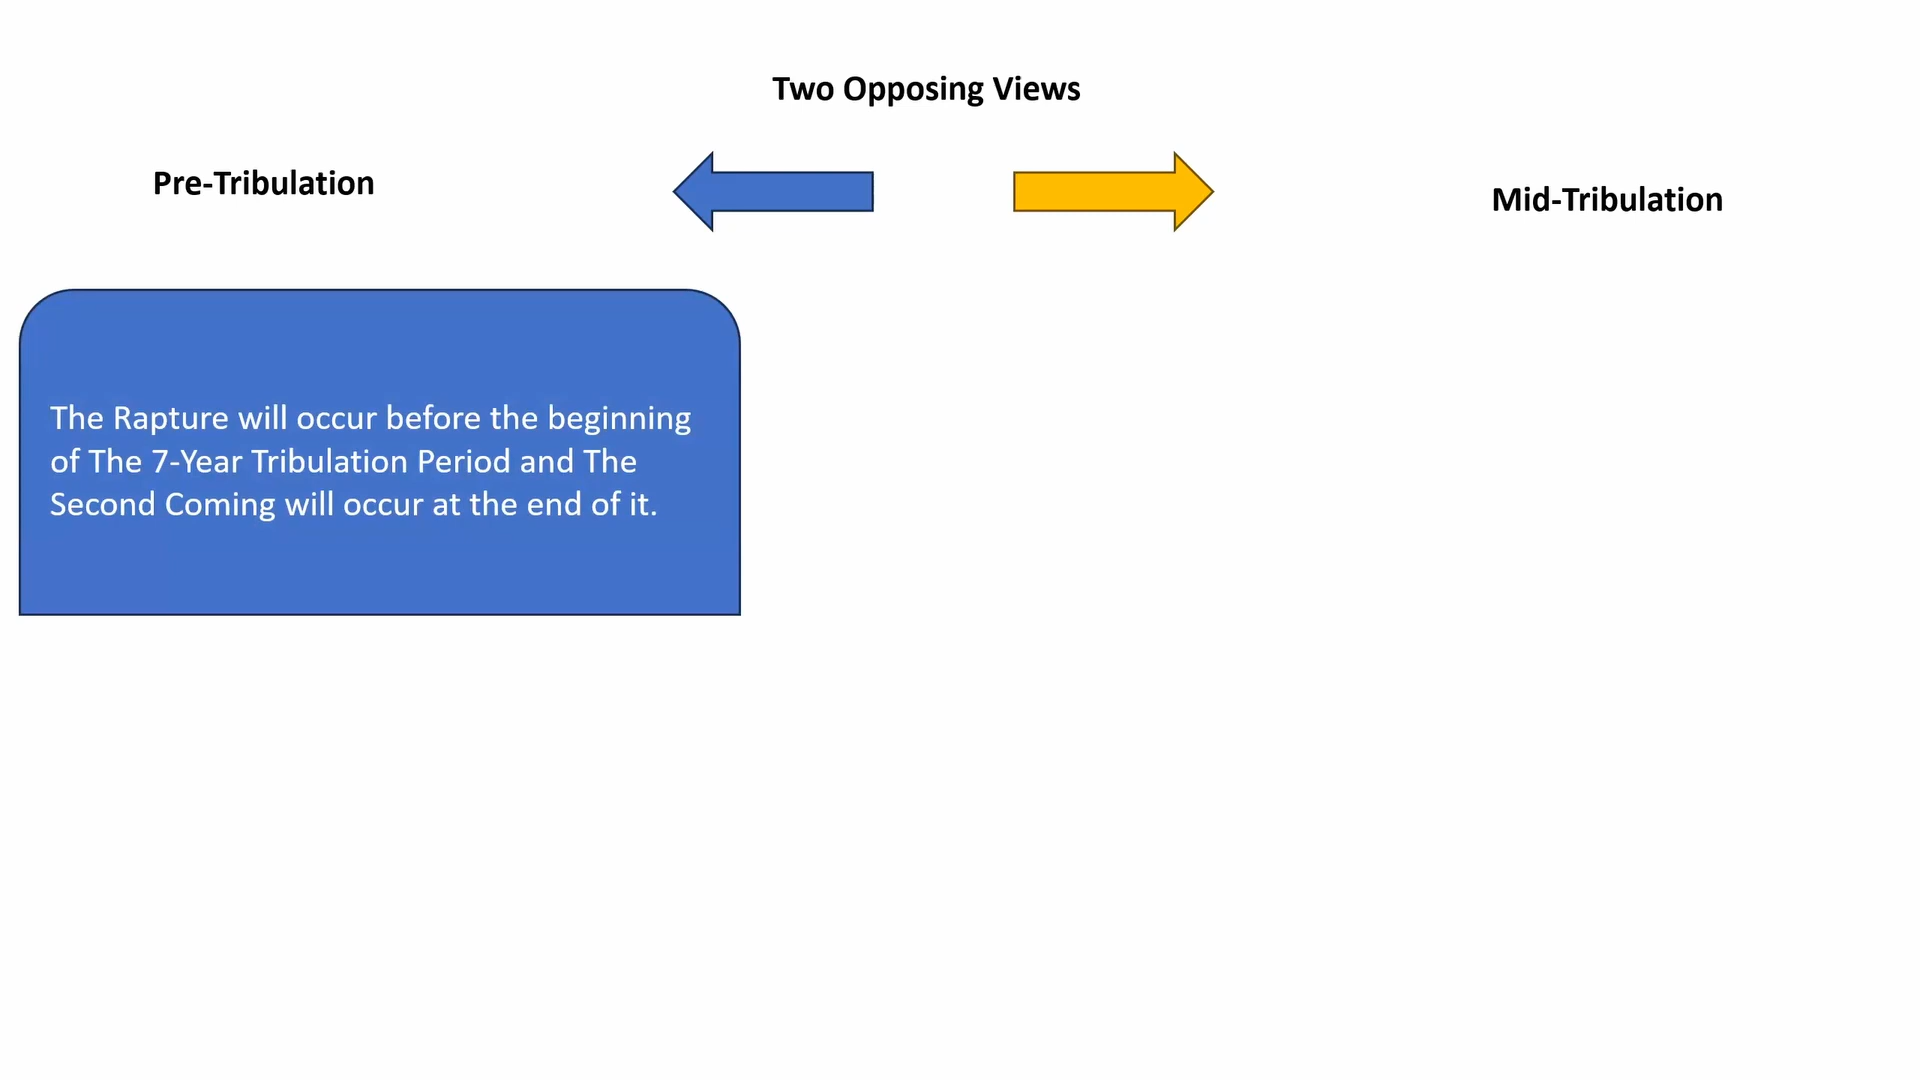 Two Opposing Views
Pre-Tribulation
Mid-Tribulation
The Rapture will occur before the beginning
of The 7-Year Tribulation Period and The
Second Coming will occur at the end of it.